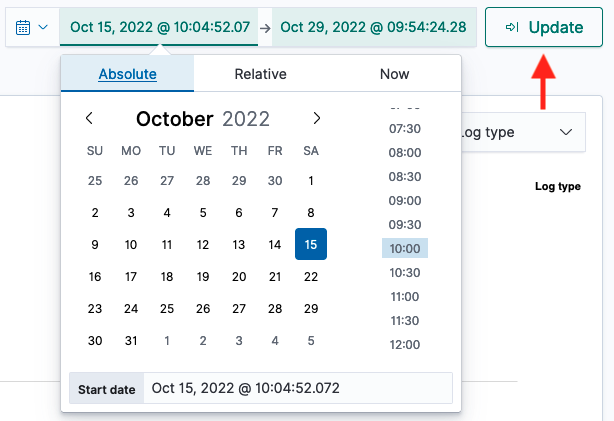 Oct 15, 2022 @ 10:04:52.07 → Oct 29, 2022 @ 09:54:24.28 Update
Absolute Relative Now
October 2022
SU MO TU WE TH FR SA
25 26 27 28 29 30 1
2 3 4 5 6 7 8
9 10 11 12 13 14 15
16 17 18 19 20 21 22
23 24 25 26 27 28 29
30 31 1 2 3 4 5
07:30
08:00
08:30
09:00
09:30
10:00
10:30
11:00
11:30
12:00
Log type
Log type
Start date Oct 15, 2022 @ 10:04:52.072